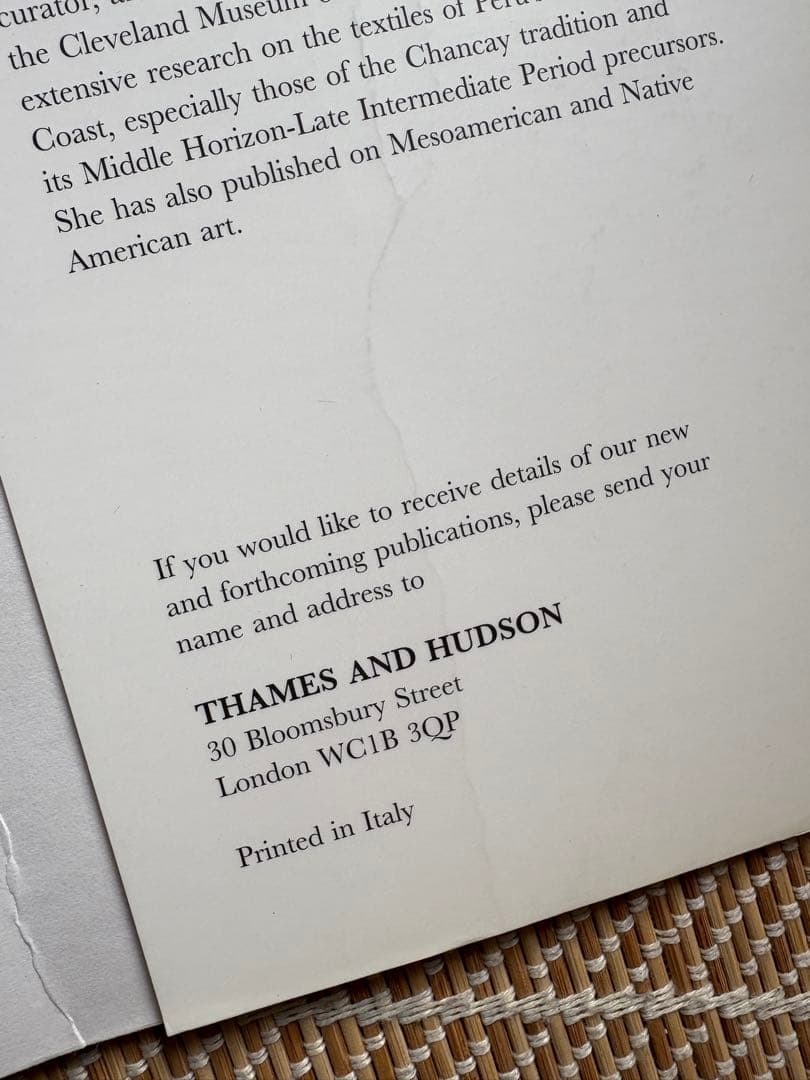 curator,
the Cleveland Museum
extensive research on the textiles of
Coast, especially those of the Chancay tradition and
its Middle Horizon-Late Intermediate Period precursors.
She has also published on Mesoamerican and Native
American art.
If you would like to receive details of our new
and forthcoming publications, please send your
name and address to
THAMES AND HUDSON
30 Bloomsbury Street
London WC1B 3QP
Printed in Italy